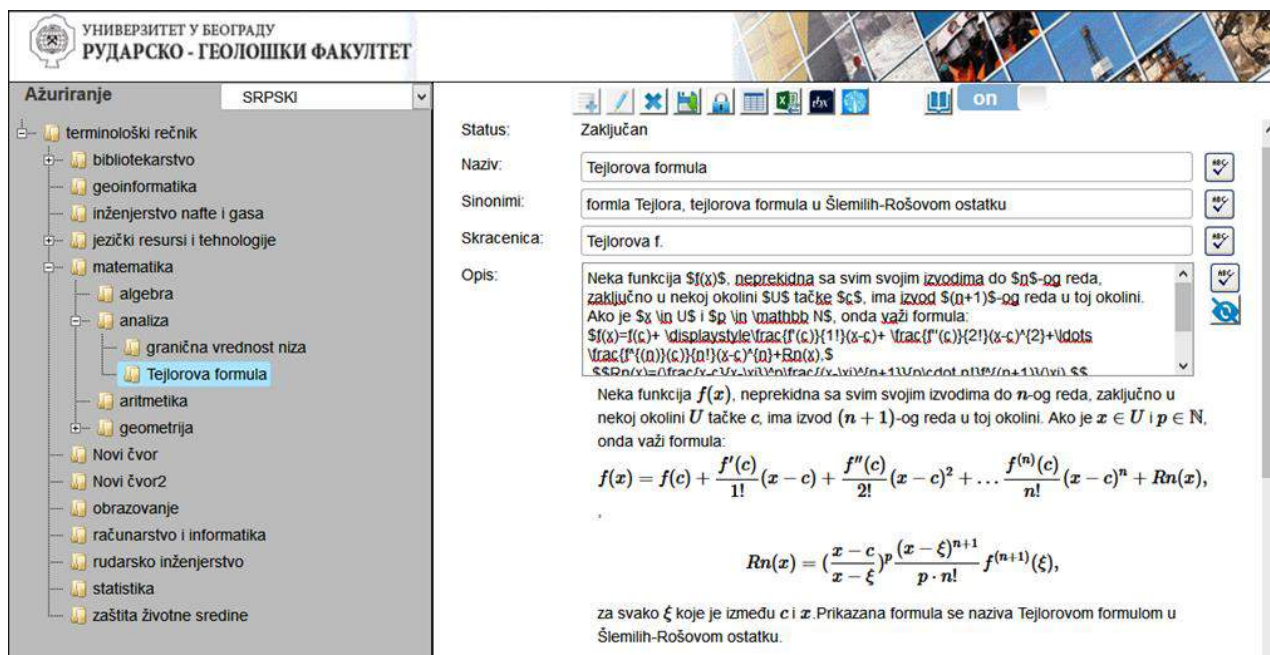 УНИВЕРЗИТЕТ У БЕОГРАДУ
РУДАРСКО - ГЕОЛОШКИ ФАКУЛТЕТ
Ažuriranje
SRPSKI
terminološki rečnik
bibliotekarstvo
geoinformatika
inženjerstvo nafte i gasa
jezički resursi i tehnologije
matematika
algebra
analiza
granična vrednost niza
Tejlorova formula
aritmetika
geometrija
Novi čvor
Novi čvor2
obrazovanje
računarstvo i informatika
rudarsko inženjerstvo
statistika
zaštita životne sredine
on
Status: Zaključan
Naziv: Tejlorova formula
ABC
Sinonimi: formla Tejlora, tejlorova formula u Šlemilih-Rošovom ostatku
ABC
Skracenica: Tejlorova f.
ABC
Opis:
ABC
Neka funkcija $f(x)$, neprekidna sa svim svojim izvodima do $n$-og reda,
zaključno u nekoj okolini $U$ tačke $c$, ima izvod $(n+1)$-og reda u toj okolini.
Ako je $x \in U$ i $p \in \mathbb N$, onda važi formula:
$f(x)=f(c)+ \displaystyle\frac{f'(c)}{1!}(x-c)+ \frac{f''(c)}{2!}(x-c)^{2}+\ldots
\frac{f^{(n)}(c)}{n!}(x-c)^{n}+Rn(x),$
Neka funkcija f(x), neprekidna sa svim svojim izvodima do n-og reda, zaključno u
nekoj okolini U tačke c, ima izvod (n + 1)-og reda u toj okolini. Ako je x ∈ U i p ∈ ℕ,
onda važi formula:
f(x) = f(c) + f′(c)/1! (x − c) + f″(c)/2! (x − c)² + … f⁽ⁿ⁾(c)/n! (x − c)ⁿ + Rn(x),
,
Rn(x) = ((x − c)/(x − ξ))ᵖ (x − ξ)ⁿ⁺¹/(p · n!) f⁽ⁿ⁺¹⁾(ξ),
za svako ξ koje je između c i x.Prikazana formula se naziva Tejlorovom formulom u
Šlemilih-Rošovom ostatku.